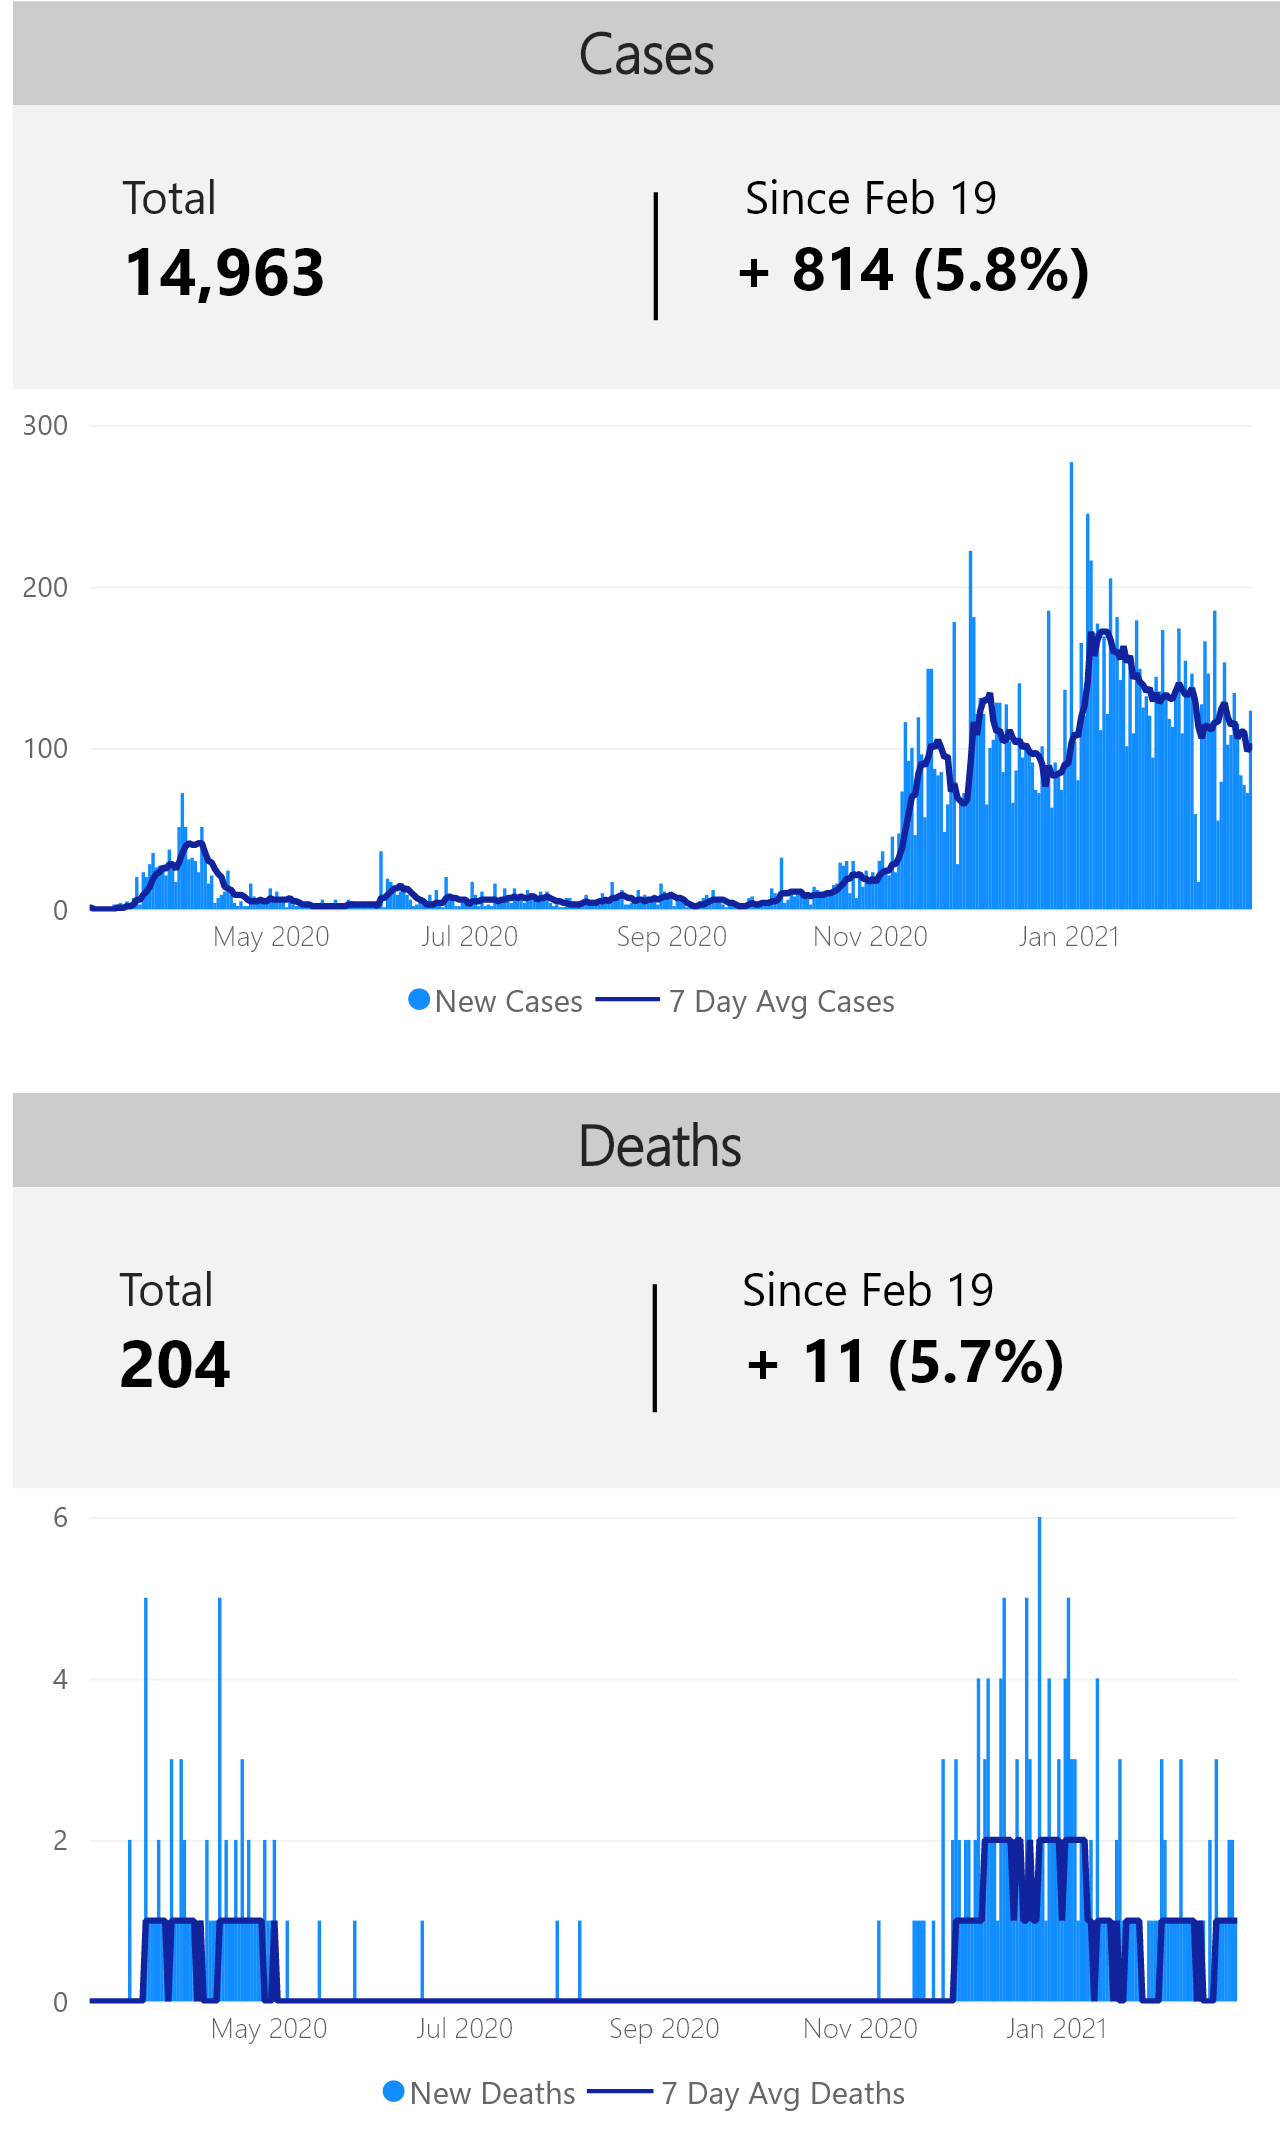 Cases
Total
Since Feb 19
14,963
+ 814 (5.8%)
300
200
100
0
May 2020
Jul 2020
Sep 2020
Nov 2020
Jan 2021
New Cases
7 Day Avg Cases
Deaths
Total
Since Feb 19
204
+ 11 (5.7%)
6
4
2
0
May 2020
Jul 2020
Sep 2020
Nov 2020
Jan 2021
New Deaths
7 Day Avg Deaths